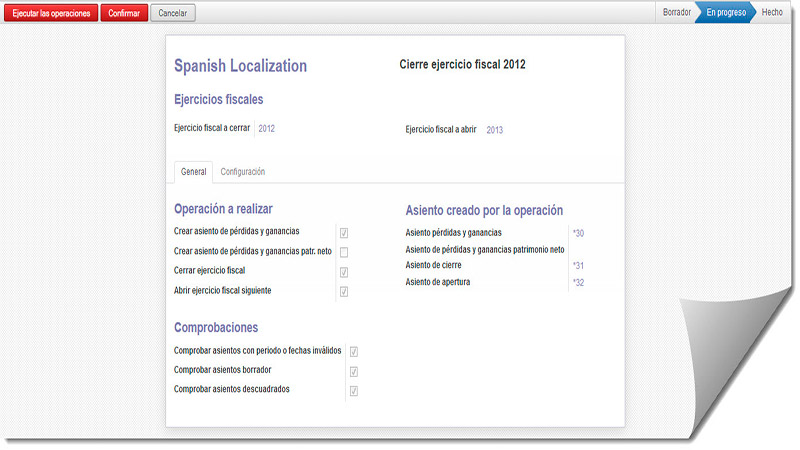 Ejecutar las operaciones Confirmar Cancelar Borrador En progreso Hecho
Spanish Localization Cierre ejercicio fiscal 2012
Ejercicios fiscales
Ejercicio fiscal a cerrar 2012 Ejercicio fiscal a abrir 2013
General Configuración
Operación a realizar Asiento creado por la operación
Crear asiento de pérdidas y ganancias Asiento pérdidas y ganancias *30
Crear asiento de pérdidas y ganancias patr. neto Asiento de pérdidas y ganancias patrimonio neto
Cerrar ejercicio fiscal Asiento de cierre *31
Abrir ejercicio fiscal siguiente Asiento de apertura *32
Comprobaciones
Comprobar asientos con periodo o fechas inválidos
Comprobar asientos borrador
Comprobar asientos descuadrados